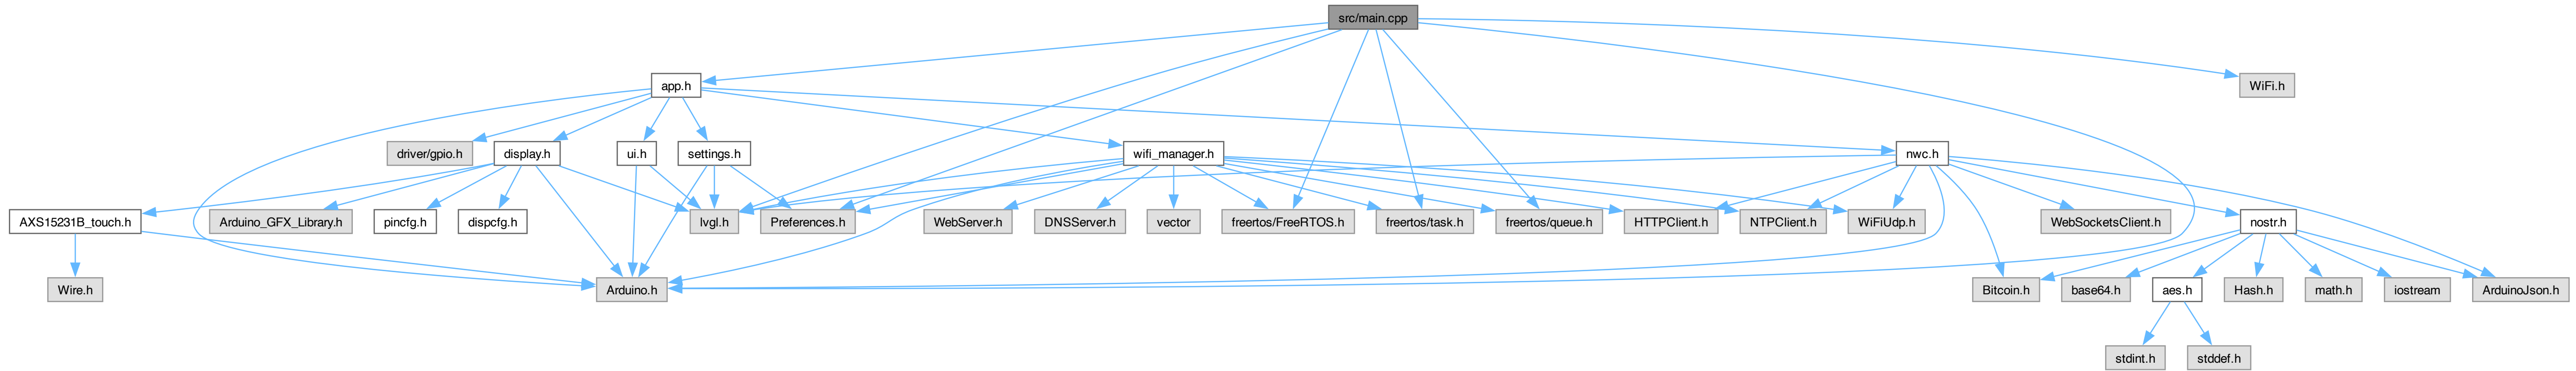 src/main.cpp
app.h
WiFi.h
driver/gpio.h
display.h
ui.h
settings.h
wifi_manager.h
nwc.h
AXS15231B_touch.h
Arduino_GFX_Library.h
pincfg.h
dispcfg.h
lvgl.h
Preferences.h
WebServer.h
DNSServer.h
vector
freertos/FreeRTOS.h
freertos/task.h
freertos/queue.h
HTTPClient.h
NTPClient.h
WiFiUdp.h
WebSocketsClient.h
nostr.h
Wire.h
Arduino.h
Bitcoin.h
base64.h
aes.h
Hash.h
math.h
iostream
ArduinoJson.h
stdint.h
stddef.h